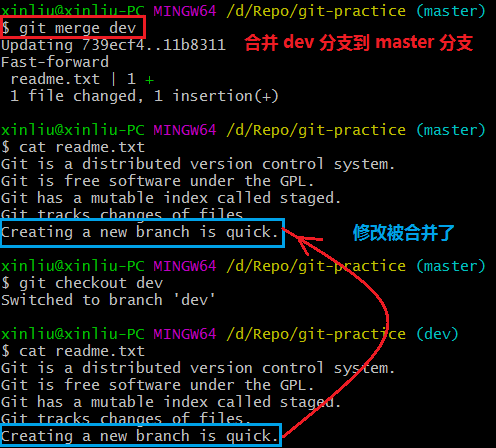 xinliu@xinliu-PC MINGW64 /d/Repo/git-practice (master)
$ git merge dev
Updating 739ecf4..11b8311 合并 dev 分支到 master 分支
Fast-forward
 readme.txt | 1 +
 1 file changed, 1 insertion(+)
xinliu@xinliu-PC MINGW64 /d/Repo/git-practice (master)
$ cat readme.txt
Git is a distributed version control system.
Git is free software under the GPL.
Git has a mutable index called staged.
Git tracks changes of files.
Creating a new branch is quick. 修改被合并了
xinliu@xinliu-PC MINGW64 /d/Repo/git-practice (master)
$ git checkout dev
Switched to branch 'dev'
xinliu@xinliu-PC MINGW64 /d/Repo/git-practice (dev)
$ cat readme.txt
Git is a distributed version control system.
Git is free software under the GPL.
Git has a mutable index called staged.
Git tracks changes of files.
Creating a new branch is quick.